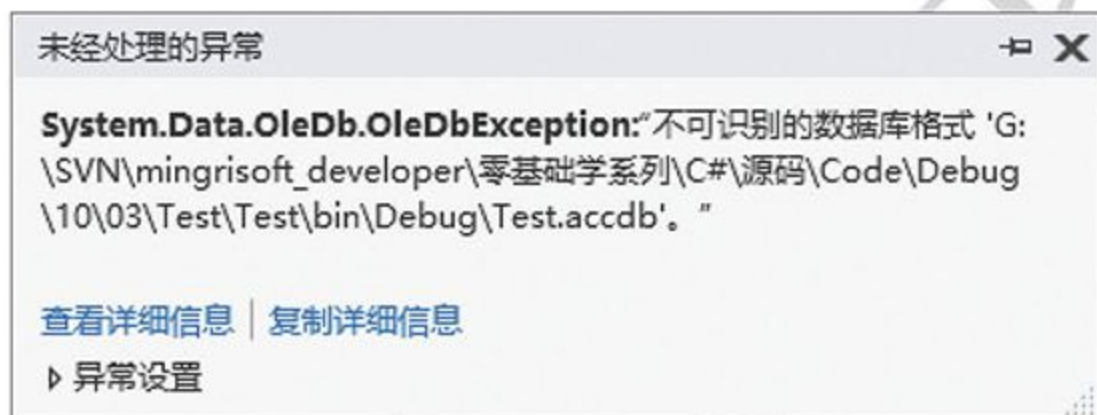 未经处理的异常
System.Data.OleDb.OleDbException:“不可识别的数据库格式 'G:
\SVN\mingrisoft_developer\零基础学系列\C#\源码\Code\Debug
\10\03\Test\Test\bin\Debug\Test.accdb'。”
查看详细信息 | 复制详细信息
异常设置